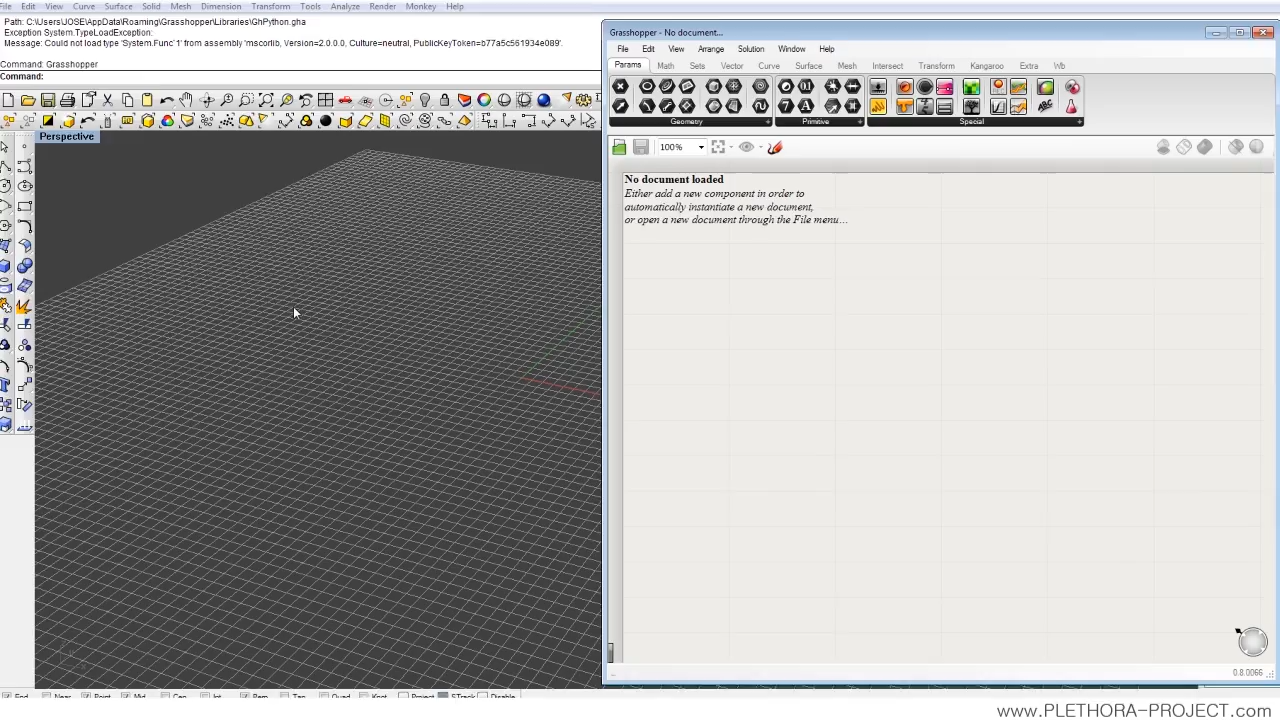 File Edit View Curve Surface Solid Mesh Dimension Transform Tools Analyze Render Monkey Help
Path: C:\Users\JOSE\AppData\Roaming\Grasshopper\Libraries\GhPython.gha
Exception System.TypeLoadException:
Message: Could not load type 'System.Func`1' from assembly 'mscorlib, Version=2.0.0.0, Culture=neutral, PublicKeyToken=b77a5c561934e089'.
Command: Grasshopper
Command:
Perspective
Grasshopper - No document...
File Edit View Arrange Solution Window Help
Params Math Sets Vector Curve Surface Mesh Intersect Transform Kangaroo Extra Wb
Geometry Primitive Special
100%
No document loaded
Either add a new component in order to
automatically instantiate a new document,
or open a new document through the File menu...
0.8.0066
End Near Point Mid Cen Int Perp Tan Quad Knot Project STrack Disable
www.PLETHORA-PROJECT.com